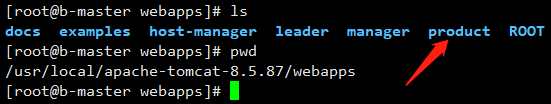 [root@b-master webapps]# ls
docs examples host-manager leader manager product ROOT
[root@b-master webapps]# pwd
/usr/local/apache-tomcat-8.5.87/webapps
[root@b-master webapps]#